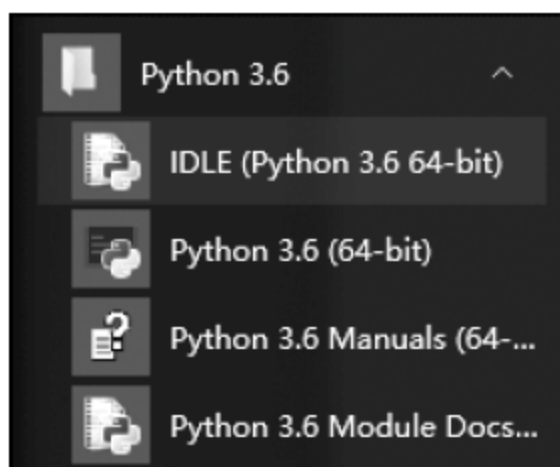 Python 3.6
IDLE (Python 3.6 64-bit)
Python 3.6 (64-bit)
Python 3.6 Manuals (64-...
Python 3.6 Module Docs...